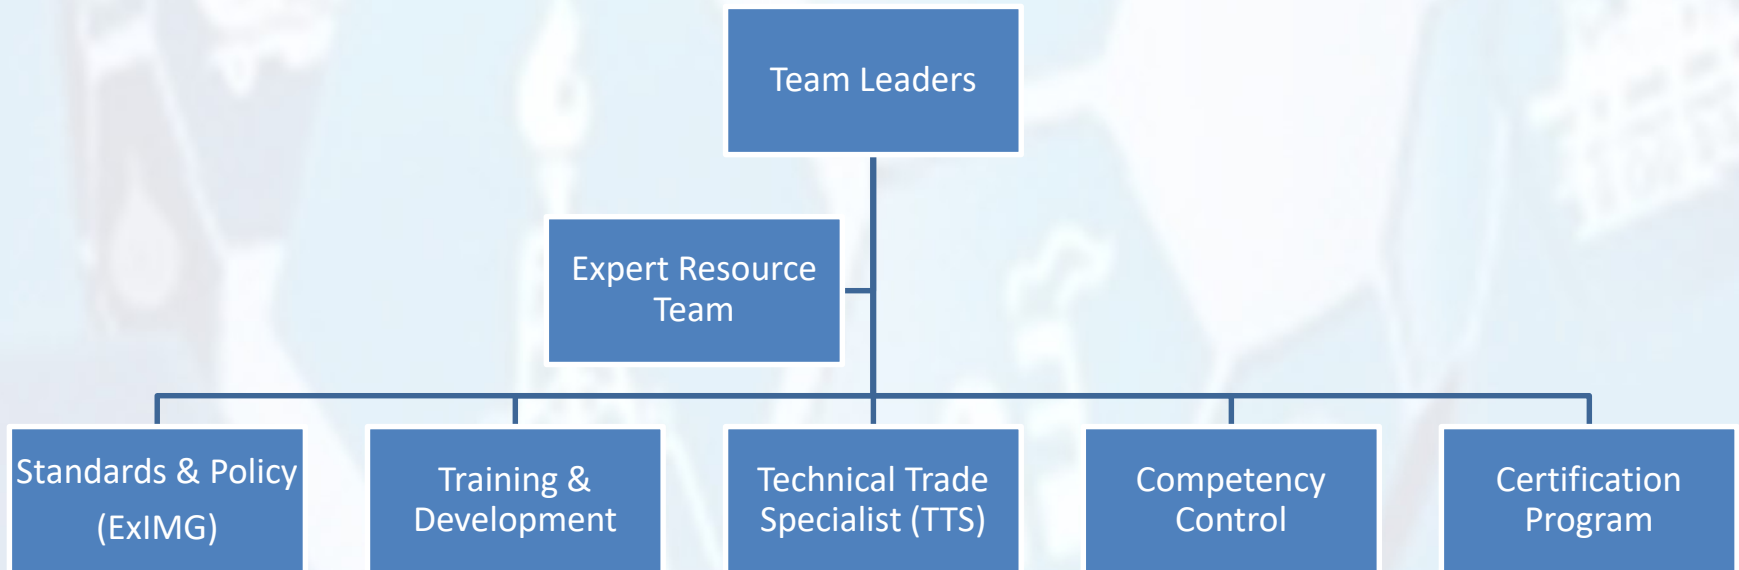 Team Leaders
Expert Resource
Team
Standards & Policy
(ExIMG)
Training &
Development
Technical Trade
Specialist (TTS)
Competency
Control
Certification
Program